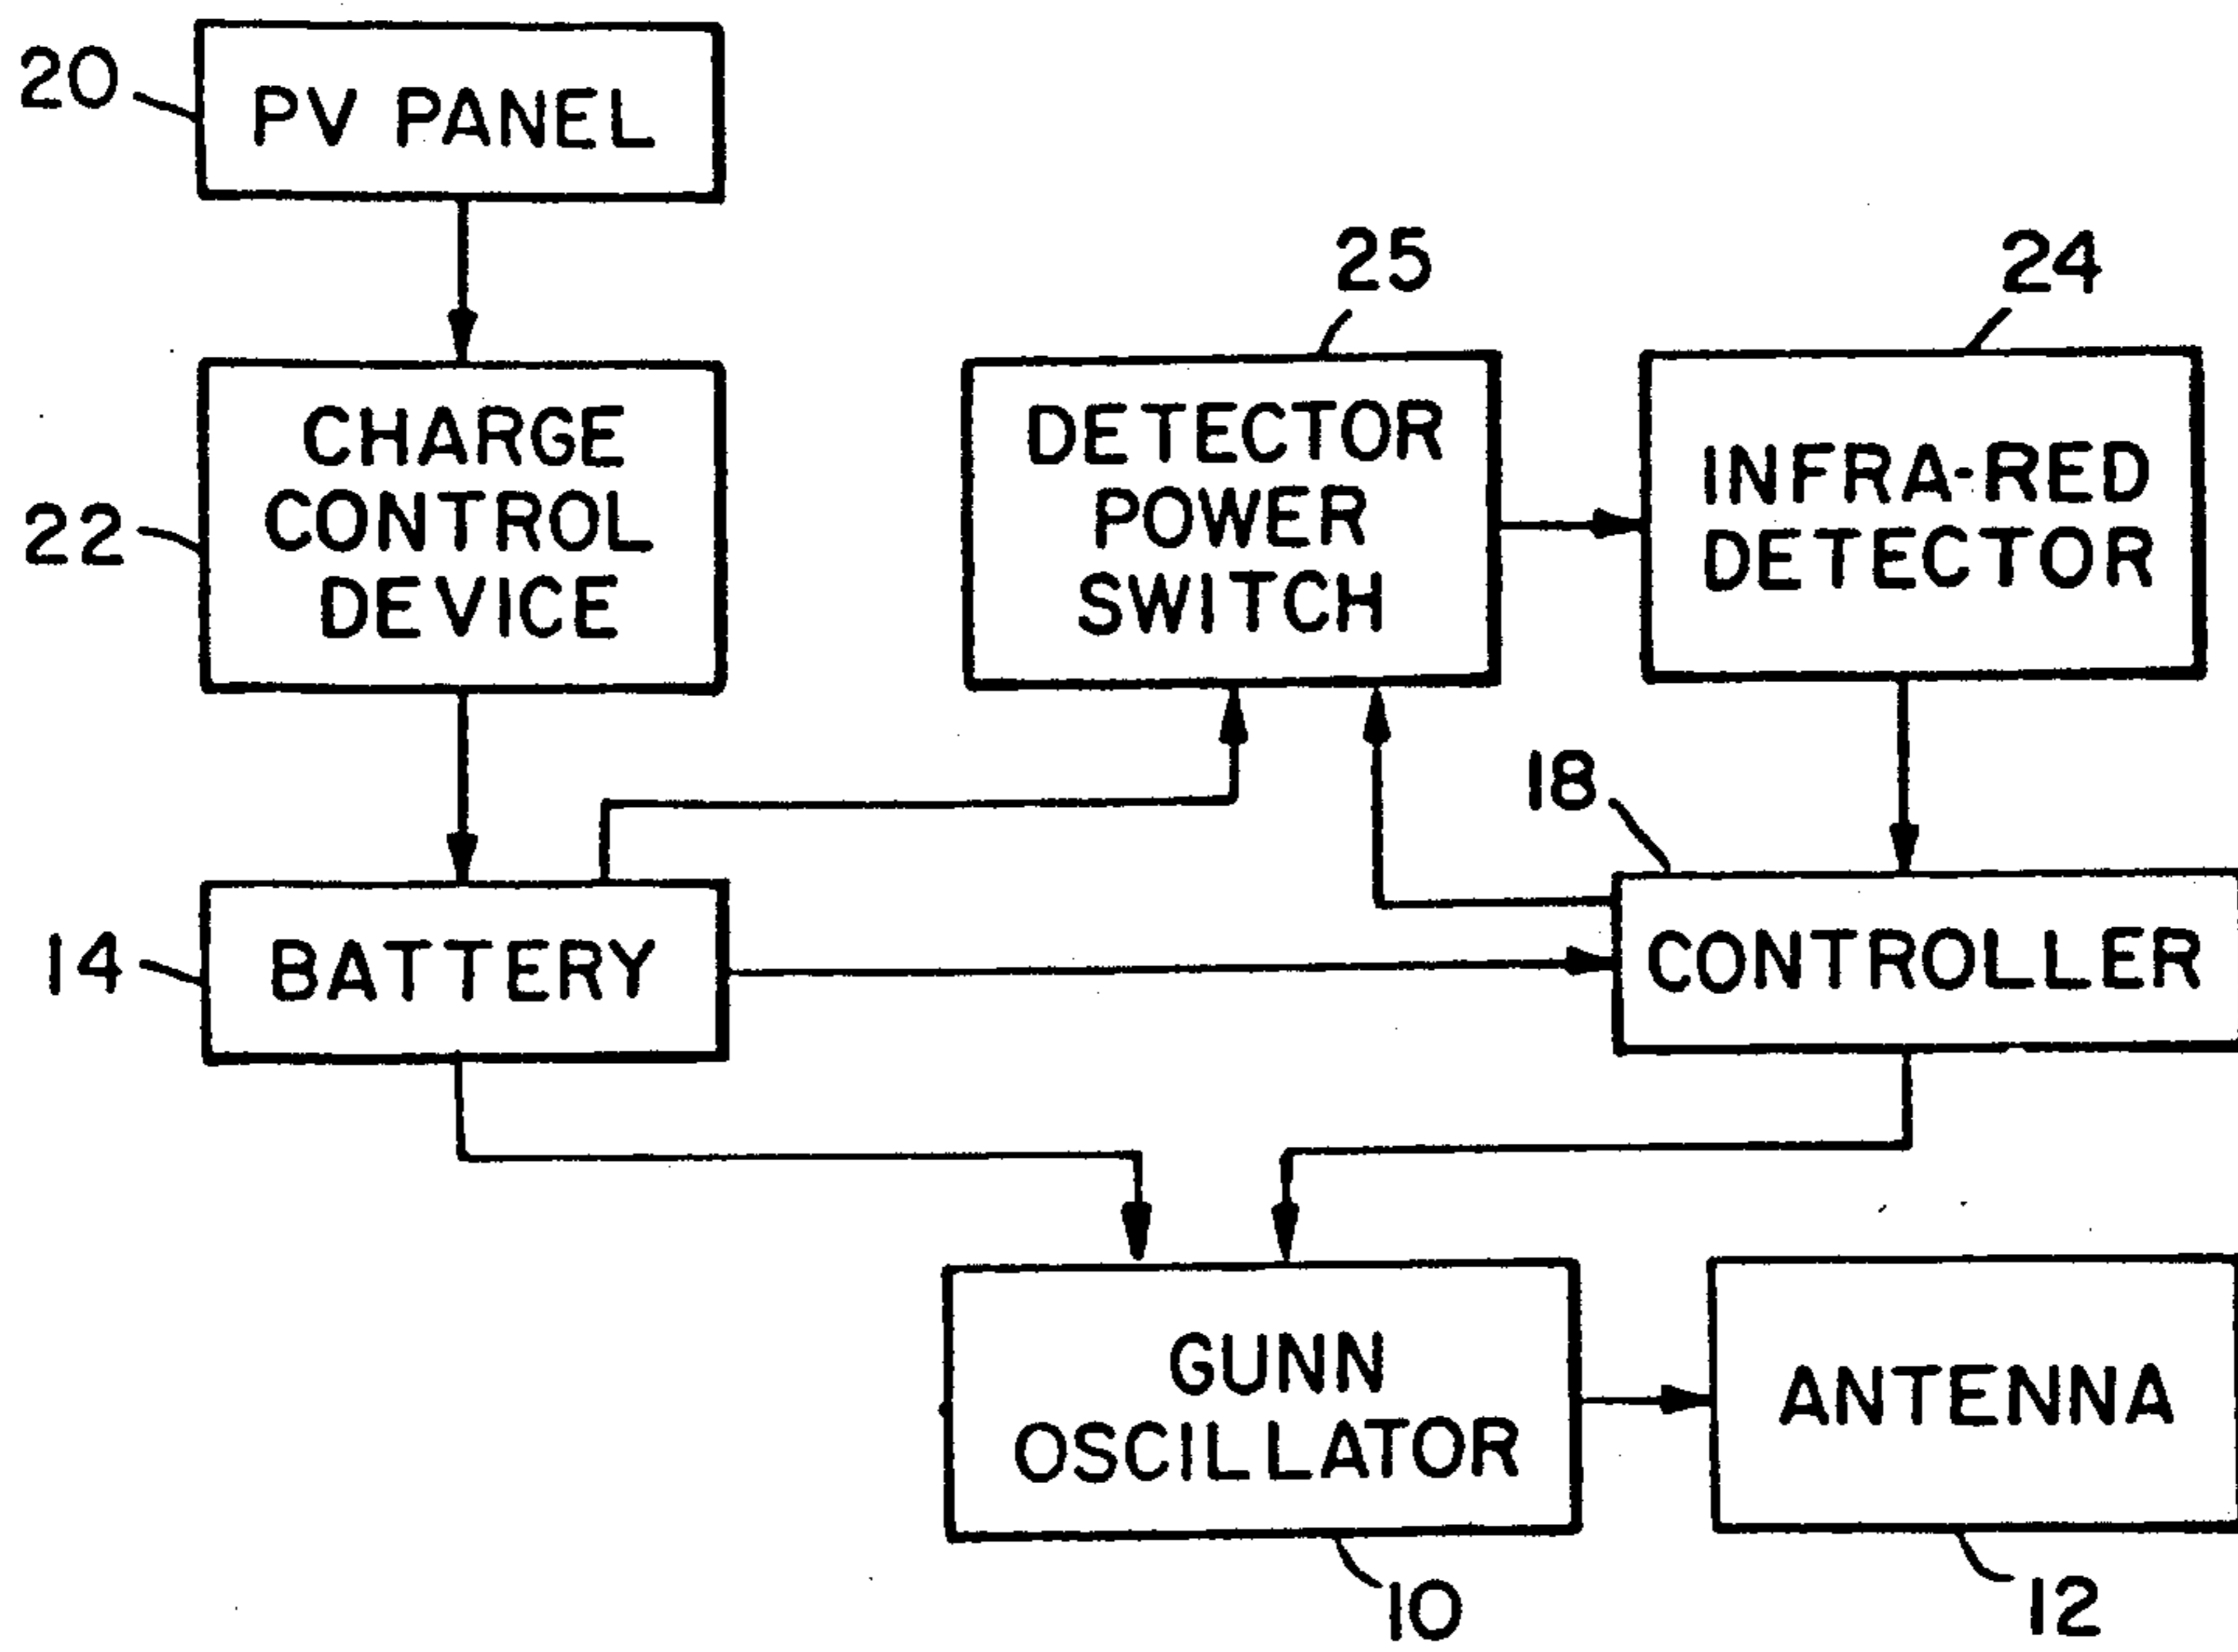 20
PV PANEL
25
24
CHARGE
CONTROL
DEVICE
22
DETECTOR
POWER
SWITCH
INFRA-RED
DETECTOR
18
14
BATTERY
CONTROLLER
GUNN
OSCILLATOR
ANTENNA
10
12